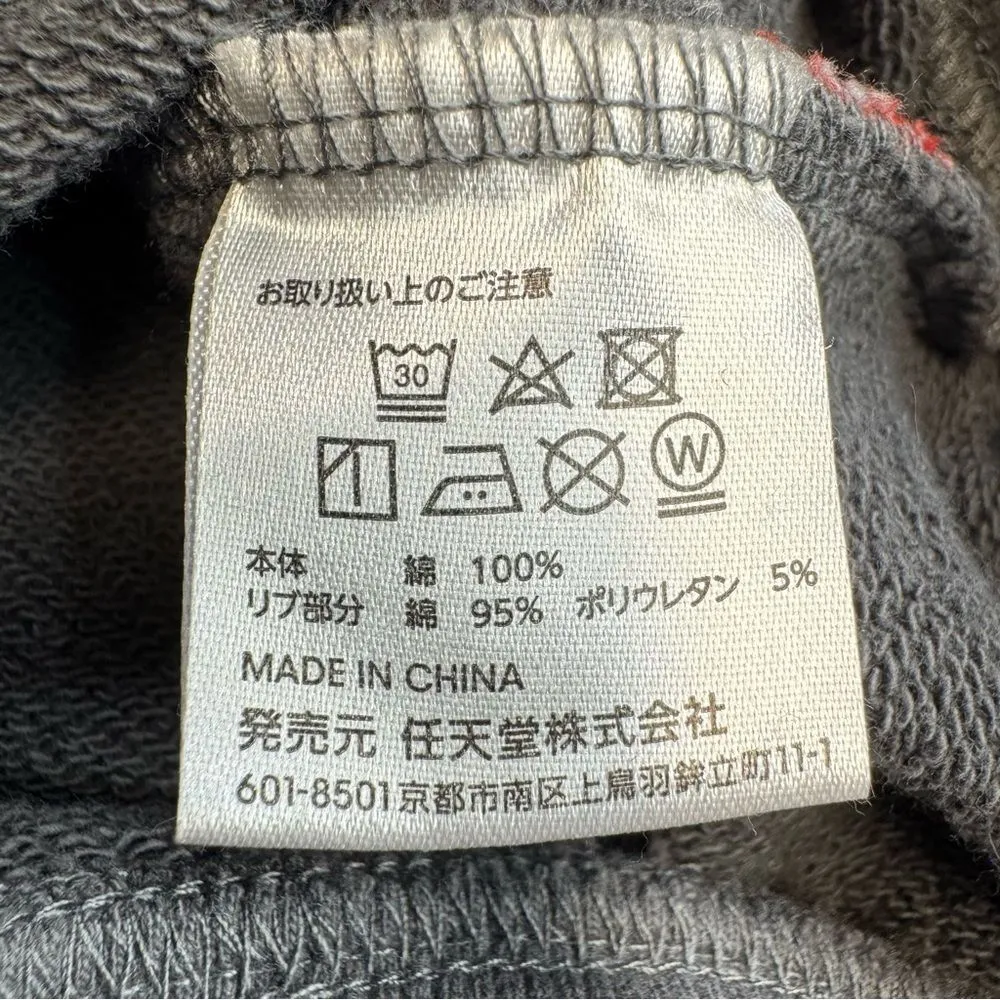 お取り扱い上のご注意
30
W
本体 綿 100%
リブ部分 綿 95% ポリウレタン 5%
MADE IN CHINA
発売元 任天堂株式会社
601-8501京都市南区上鳥羽鉾立町11-1